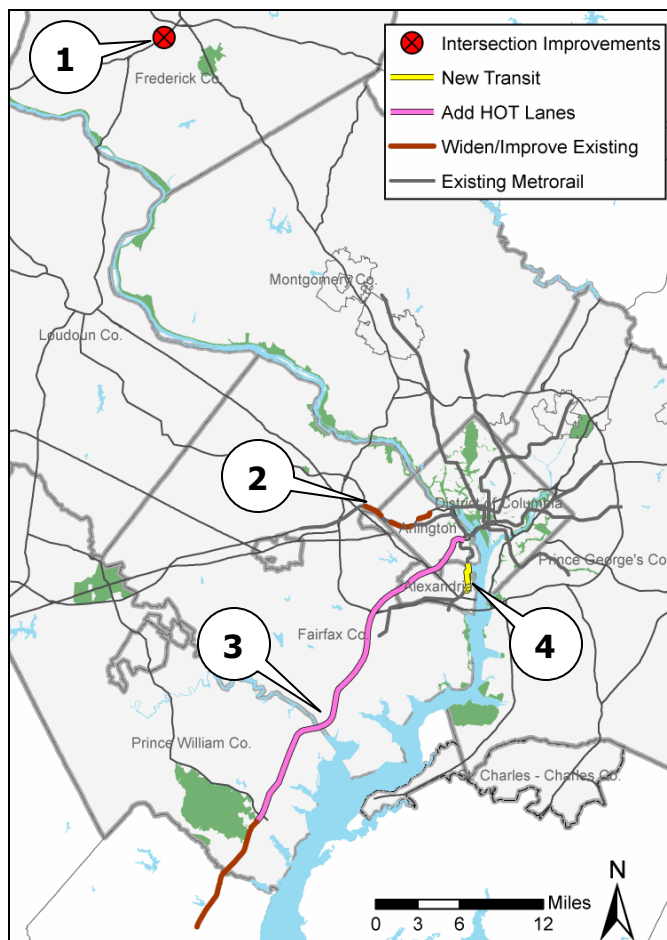 1
Intersection Improvements
New Transit
Add HOT Lanes
Widen/Improve Existing
Existing Metrorail
Frederick Co.
Montgomery Co.
Loudoun Co.
2
District of Columbia
Arlington
Prince George's Co.
Alexandria
3
Fairfax Co.
4
Prince William Co.
St. Charles - Charles Co.
N
Miles
0 3 6 12